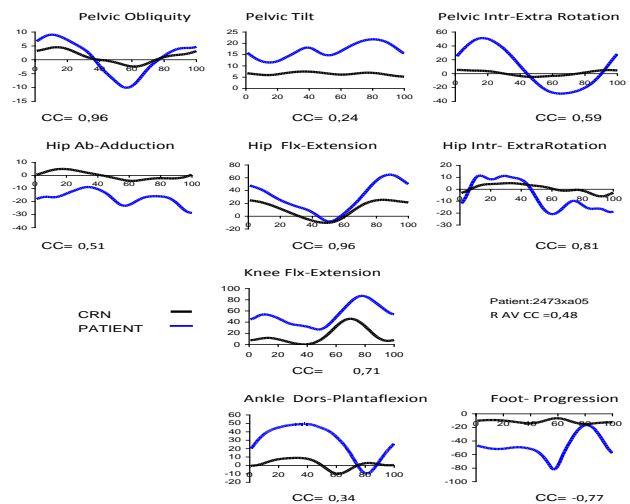 Pelvic Obliquity
Pelvic Tilt
Pelvic Intr-Extra Rotation
10
5
0
-5
-10
-15
0 20 40 60 80 100
CC= 0,96
25
20
15
10
5
0
0 20 40 60 80 100
CC= 0,24
60
40
20
0
-20
-40
0 20 40 60 80 100
CC= 0,59
Hip Ab-Adduction
Hip Flx-Extension
Hip Intr- ExtraRotation
10
0
-10
-20
-30
-40
0 20 40 60 80 100
CC= 0,51
80
60
40
20
0
-20
0 20 40 60 80 100
CC= 0,96
20
10
0
-10
-20
-30
0 20 40 60 80 100
CC= 0,81
Knee Flx-Extension
100
80
60
40
20
0
0 20 40 60 80 100
CC= 0,71
CRN
PATIENT
Patient:2473xa05
R AV CC =0,48
Ankle Dors-Plantaflexion
Foot- Progression
60
50
40
30
20
10
0
-10
-20
0 20 40 60 80 100
CC= 0,34
0
-20
-40
-60
-80
-100
0 20 40 60 80 100
CC= -0,77